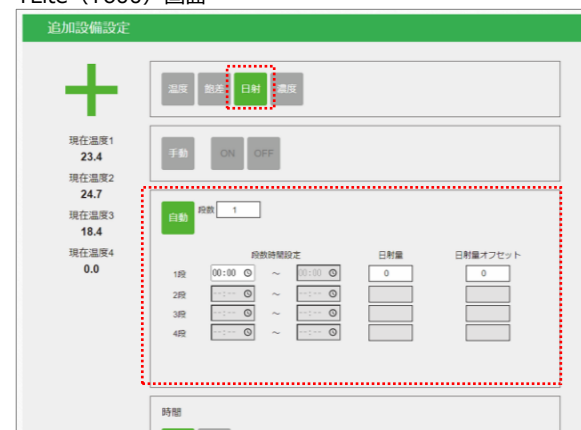 追加設備設定
温度 飽差 日射 濃度
現在温度1
23.4
現在温度2
24.7
現在温度3
18.4
現在温度4
0.0
手動 ON OFF
自動 段数 1
段数時間設定 日射量 日射量オフセット
1段 00:00 ～ 00:00 0 0
2段 --:-- ～ --:--
3段 --:-- ～ --:--
4段 --:-- ～ --:--
時間